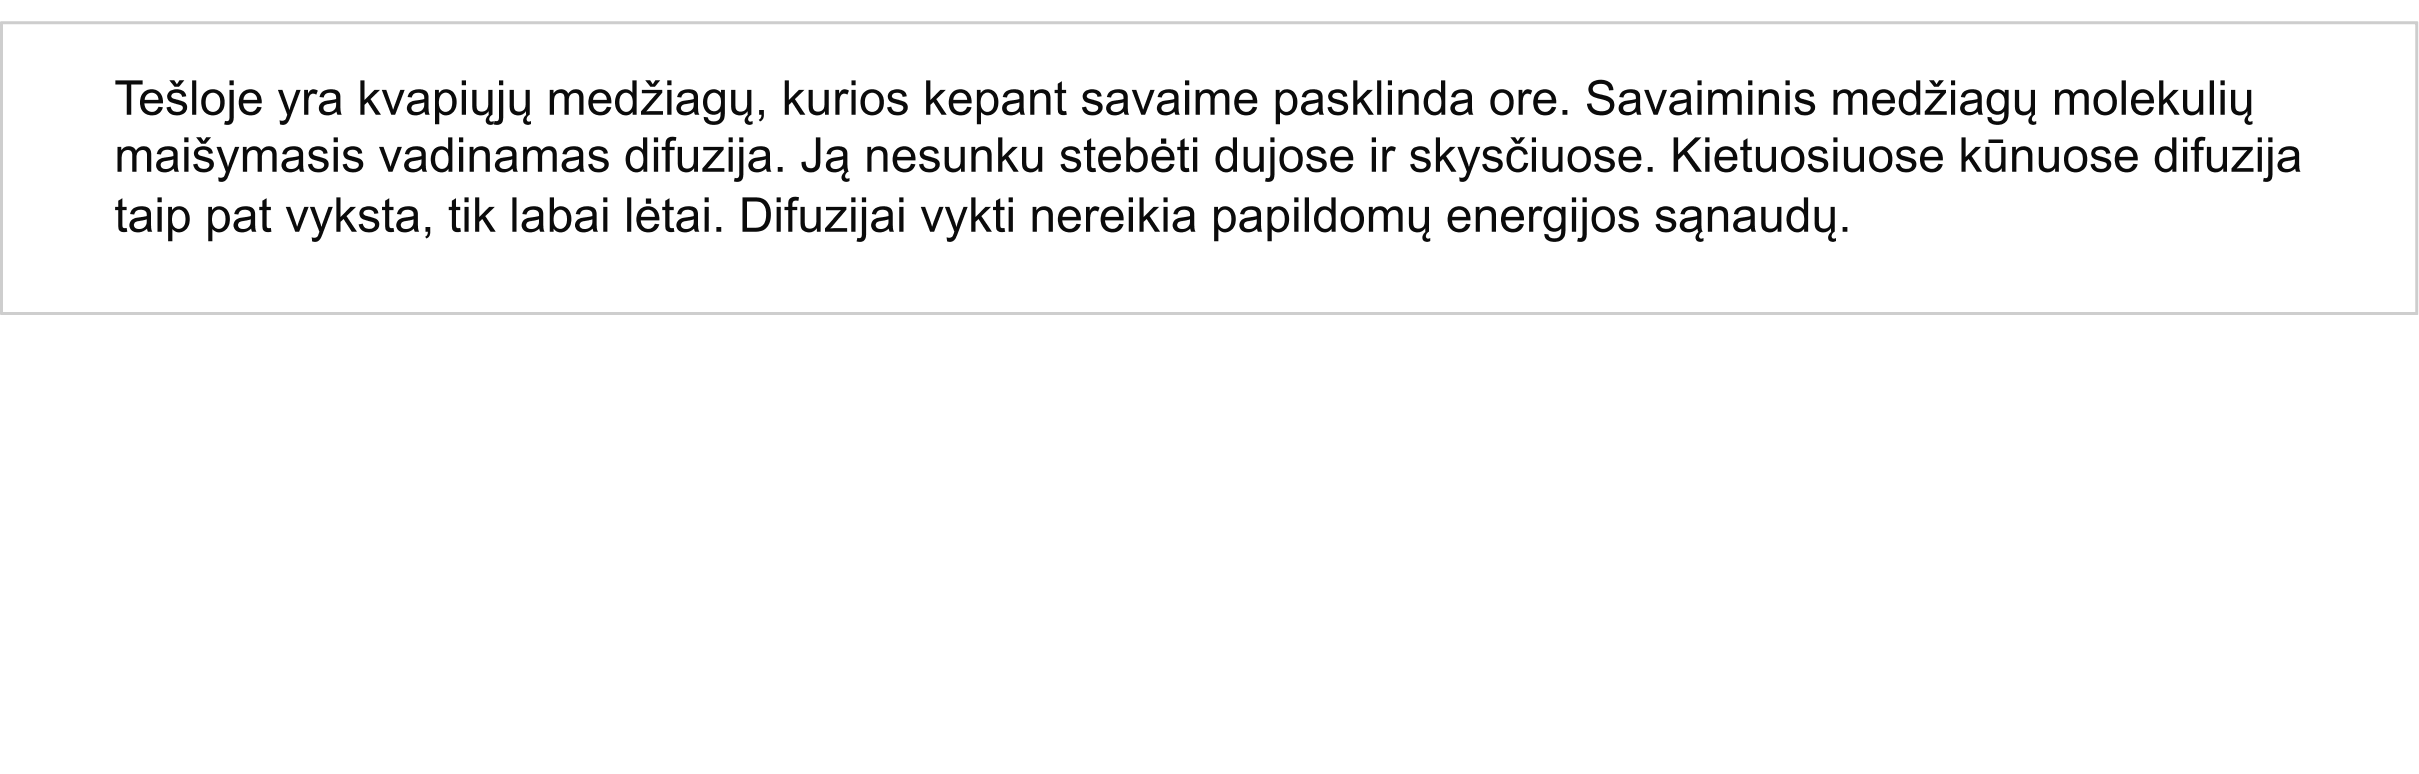 Tešloje yra kvapiųjų medžiagų, kurios kepant savaime pasklinda ore. Savaiminis medžiagų molekulių
maišymasis vadinamas difuzija. Ją nesunku stebėti dujose ir skysčiuose. Kietuosiuose kūnuose difuzija
taip pat vyksta, tik labai lėtai. Difuzijai vykti nereikia papildomų energijos sąnaudų.